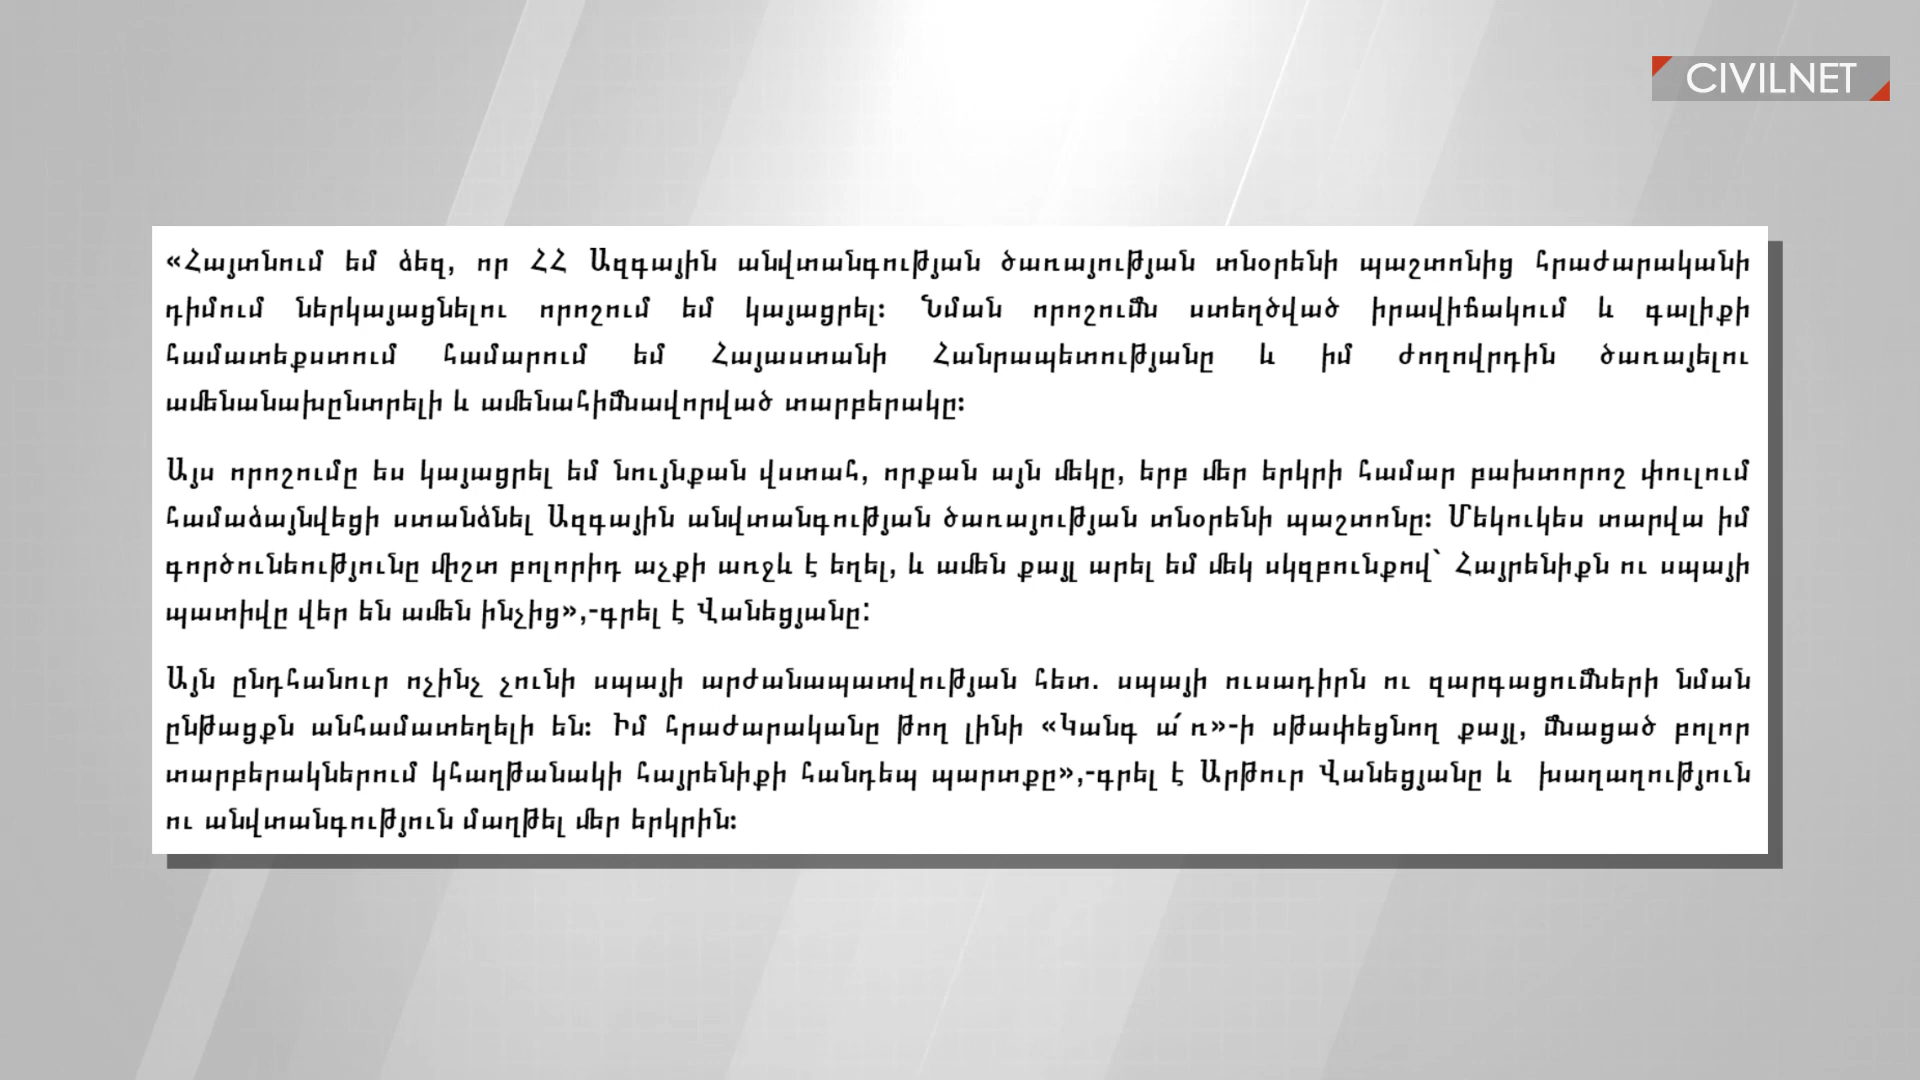 CIVILNET
«Հայտնում եմ ձեզ, որ ՀՀ Ազգային անվտանգության ծառայության տնօրենի պաշտոնից հրաժարականի
դիմում ներկայացնելու որոշում եմ կայացրել: Նման որոշումն ստեղծված իրավիճակում և գալիքի
համատեքստում համարում եմ Հայաստանի Հանրապետությանը և իմ ժողովրդին ծառայելու
ամենանախընտրելի և ամենահիմնավորված տարբերակը:
Այս որոշումը ես կայացրել եմ նույնքան վստահ, որքան այն մեկը, երբ մեր երկրի համար բախտորոշ փուլում
համաձայնվեցի ստանձնել Ազգային անվտանգության ծառայության տնօրենի պաշտոնը: Մեկուկես տարվա իմ
գործունեությունը միշտ բոլորիդ աչքի առջև է եղել, և ամեն քայլ արել եմ մեկ սկզբունքով՝ Հայրենիքն ու սպայի
պատիվը վեր են ամեն ինչից»,-գրել է Վանեցյանը:
Այն ընդհանուր ոչինչ չունի սպայի արժանապատվության հետ. սպայի ուսադիրն ու զարգացումների նման
ընթացքն անհամատեղելի են: Իմ հրաժարականը թող լինի «Կանգ ա՛ռ»-ի սթափեցնող քայլ, մնացած բոլոր
տարբերակներում կհաղթանակի հայրենիքի հանդեպ պարտքը»,-գրել է Արթուր Վանեցյանը և խաղաղություն
ու անվտանգություն մաղթել մեր երկրին: